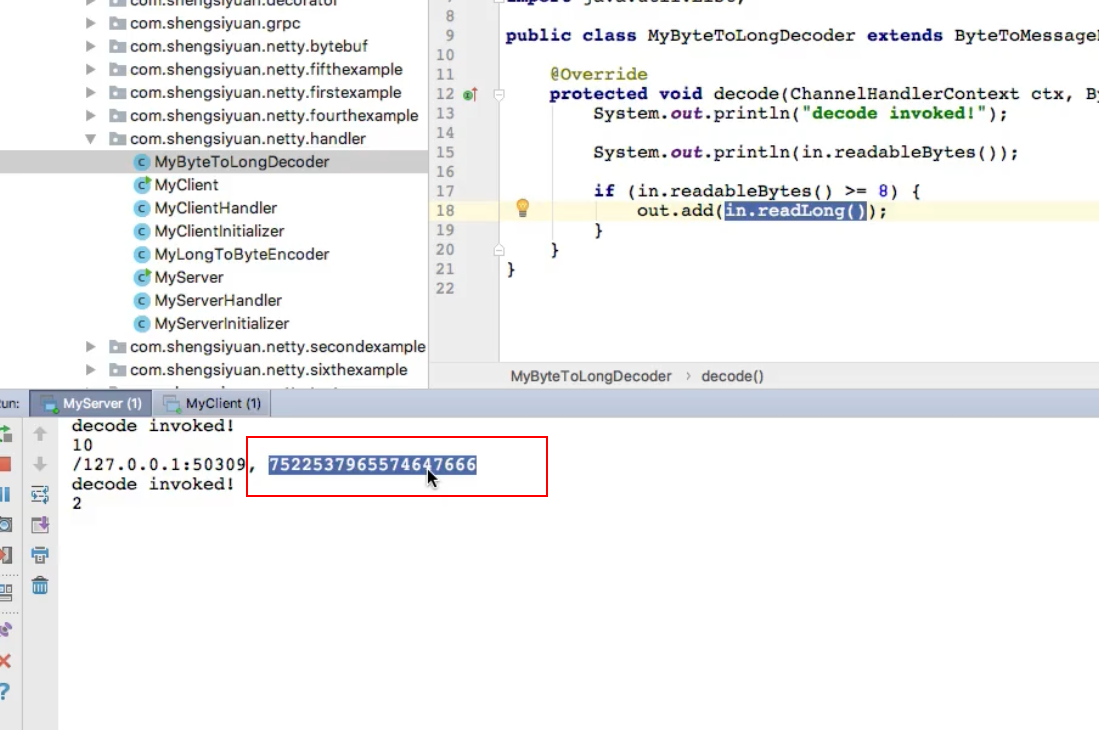 com.shengsiyuan.decorator
com.shengsiyuan.grpc
com.shengsiyuan.netty.bytebuf
com.shengsiyuan.netty.fifthexample
com.shengsiyuan.netty.firstexample
com.shengsiyuan.netty.fourthexample
com.shengsiyuan.netty.handler
MyByteToLongDecoder
MyClient
MyClientHandler
MyClientInitializer
MyLongToByteEncoder
MyServer
MyServerHandler
MyServerInitializer
com.shengsiyuan.netty.secondexample
com.shengsiyuan.netty.sixthexample
import java.util.List;
8
9 public class MyByteToLongDecoder extends ByteToMessage
10
11 @Override
12 protected void decode(ChannelHandlerContext ctx, By
13 System.out.println("decode invoked!");
14
15 System.out.println(in.readableBytes());
16
17 if (in.readableBytes() >= 8) {
18 out.add(in.readLong());
19 }
20 }
21 }
22
MyByteToLongDecoder › decode()
un: MyServer (1) MyClient (1)
decode invoked!
10
/127.0.0.1:50309, 7522537965574647666
decode invoked!
2